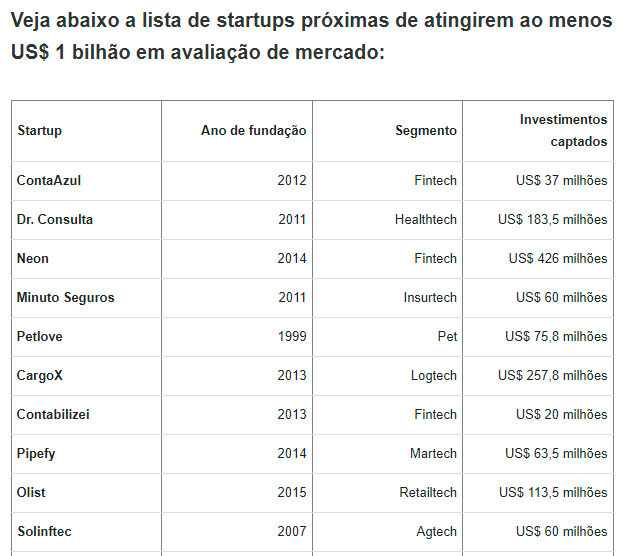 Veja abaixo a lista de startups próximas de atingirem ao menos
US$ 1 bilhão em avaliação de mercado:
Startup Ano de fundação Segmento Investimentos captados
ContaAzul 2012 Fintech US$ 37 milhões
Dr. Consulta 2011 Healthtech US$ 183,5 milhões
Neon 2014 Fintech US$ 426 milhões
Minuto Seguros 2011 Insurtech US$ 60 milhões
Petlove 1999 Pet US$ 75,8 milhões
CargoX 2013 Logtech US$ 257,8 milhões
Contabilizei 2013 Fintech US$ 20 milhões
Pipefy 2014 Martech US$ 63,5 milhões
Olist 2015 Retailtech US$ 113,5 milhões
Solinftec 2007 Agtech US$ 60 milhões